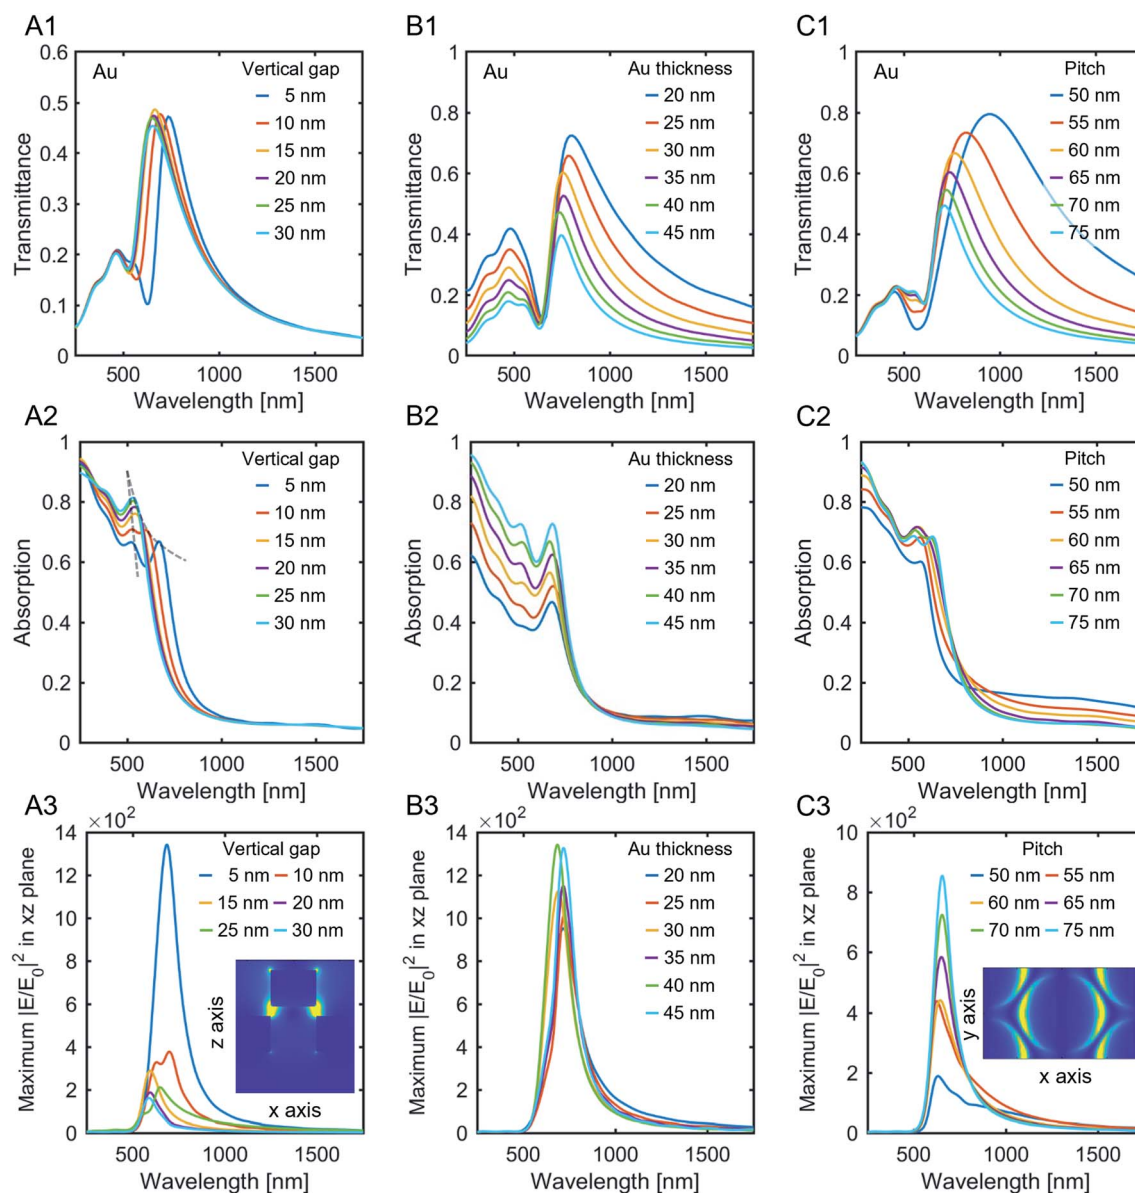 A1
Au
Vertical gap
5 nm
10 nm
15 nm
20 nm
25 nm
30 nm
0.6
0.5
0.4
0.3
0.2
0.1
0
Transmittance
500 1000 1500
Wavelength [nm]
B1
Au
Au thickness
20 nm
25 nm
30 nm
35 nm
40 nm
45 nm
1
0.8
0.6
0.4
0.2
0
Transmittance
500 1000 1500
Wavelength [nm]
C1
Au
Pitch
50 nm
55 nm
60 nm
65 nm
70 nm
75 nm
1
0.8
0.6
0.4
0.2
0
Transmittance
500 1000 1500
Wavelength [nm]
A2
Vertical gap
5 nm
10 nm
15 nm
20 nm
25 nm
30 nm
1
0.8
0.6
0.4
0.2
0
Absorption
500 1000 1500
Wavelength [nm]
B2
Au thickness
20 nm
25 nm
30 nm
35 nm
40 nm
45 nm
1
0.8
0.6
0.4
0.2
0
Absorption
500 1000 1500
Wavelength [nm]
C2
Pitch
50 nm
55 nm
60 nm
65 nm
70 nm
75 nm
1
0.8
0.6
0.4
0.2
0
Absorption
500 1000 1500
Wavelength [nm]
A3
×10²
Vertical gap
5 nm 10 nm
15 nm 20 nm
25 nm 30 nm
14
12
10
8
6
4
2
0
Maximum |E/E₀|² in xz plane
z axis
x axis
500 1000 1500
Wavelength [nm]
B3
×10²
Au thickness
20 nm
25 nm
30 nm
35 nm
40 nm
45 nm
14
12
10
8
6
4
2
0
Maximum |E/E₀|² in xz plane
500 1000 1500
Wavelength [nm]
C3
×10²
Pitch
50 nm 55 nm
60 nm 65 nm
70 nm 75 nm
10
8
6
4
2
0
Maximum |E/E₀|² in xz plane
y axis
x axis
500 1000 1500
Wavelength [nm]